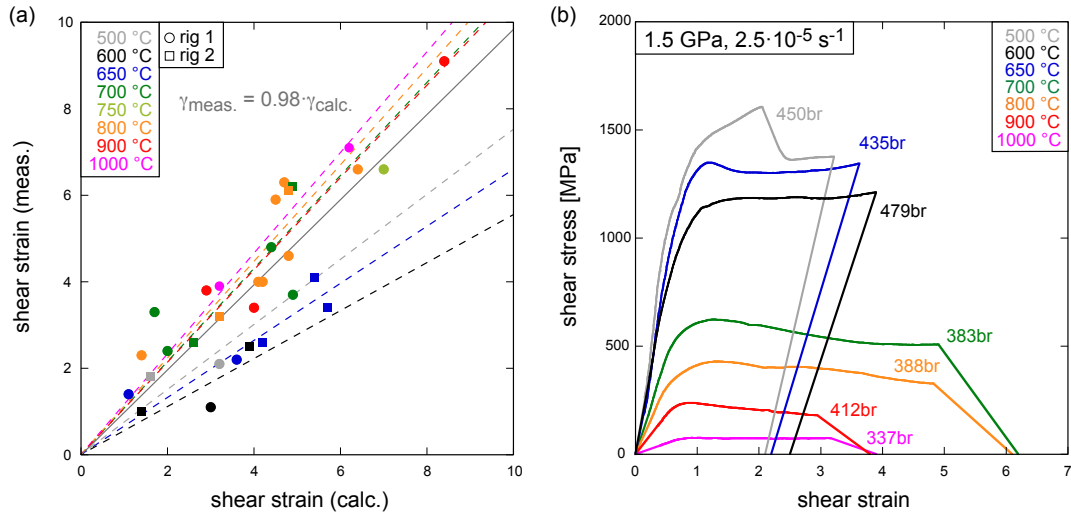 (a)
10
8
6
4
2
0
0
2
4
6
8
10
shear strain (meas.)
shear strain (calc.)
500 °C
600 °C
650 °C
700 °C
750 °C
800 °C
900 °C
1000 °C
rig 1
rig 2
γmeas. = 0.98·γcalc.
(b)
2000
1500
1000
500
0
0
1
2
3
4
5
6
7
shear stress [MPa]
shear strain
1.5 GPa, 2.5·10-5 s-1
500 °C
600 °C
650 °C
700 °C
800 °C
900 °C
1000 °C
450br
435br
479br
383br
388br
412br
337br